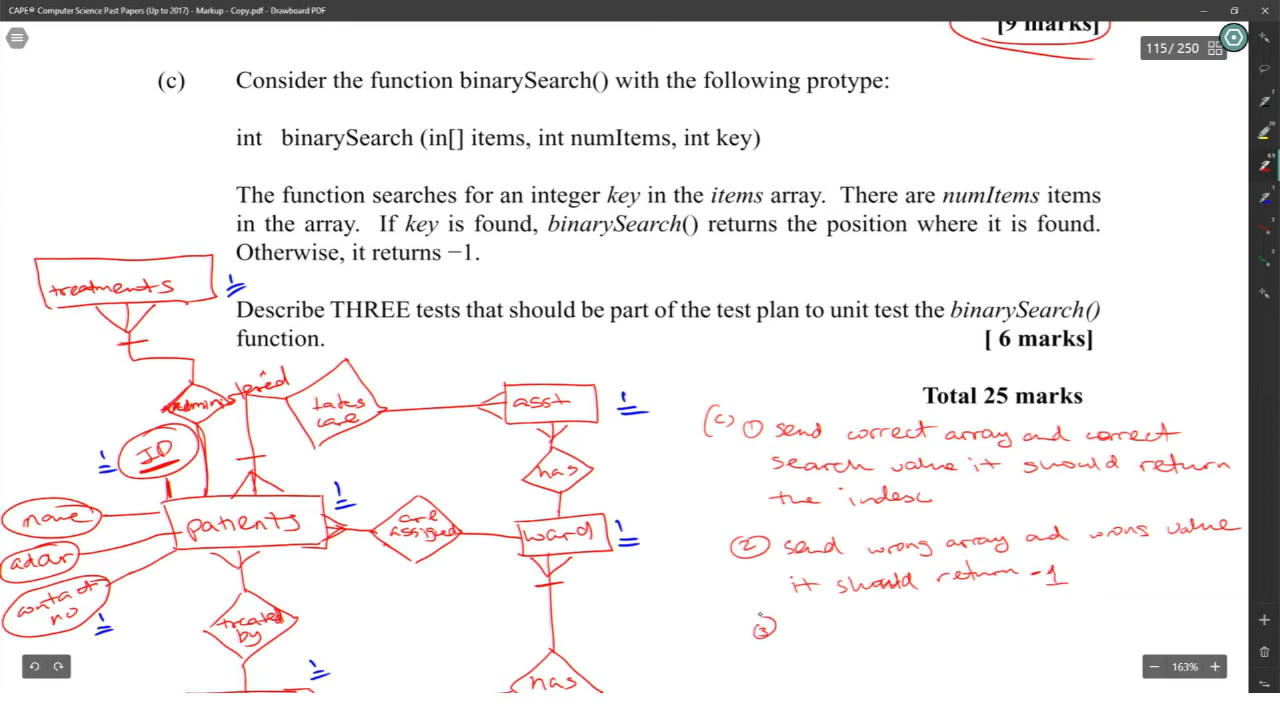 CAPE® Computer Science Past Papers (Up to 2017) - Markup - Copy.pdf - Drawboard PDF
[9 marks]
115 / 250
(c) Consider the function binarySearch() with the following protype:
int binarySearch (in[] items, int numItems, int key)
The function searches for an integer key in the items array. There are numItems items
in the array. If key is found, binarySearch() returns the position where it is found.
Otherwise, it returns −1.
Describe THREE tests that should be part of the test plan to unit test the binarySearch()
function. [ 6 marks]
Total 25 marks
treatments
administered
takes
care
asst
ID
has
name
patients
are
assigned
ward
addar
contact
no
treated
by
has
(c) ① send correct array and correct
search value it should return
the index
② send wrong array and wrong value
it should return -1
③
163%